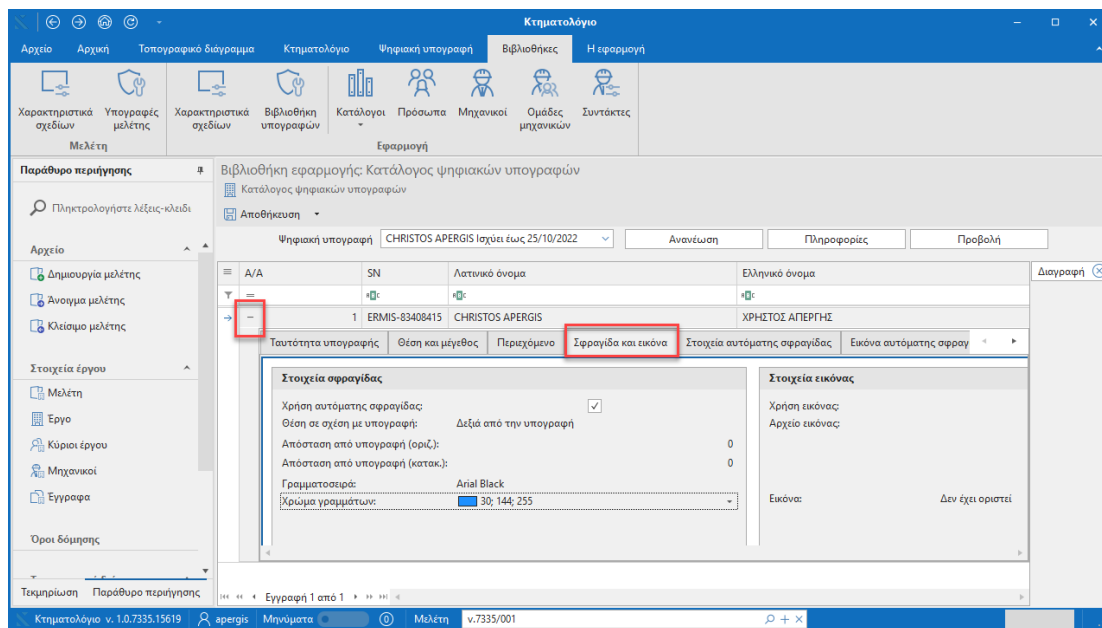 Κτηματολόγιο
Αρχείο Αρχική Τοπογραφικό διάγραμμα Κτηματολόγιο Ψηφιακή υπογραφή Βιβλιοθήκες Η εφαρμογή
Χαρακτηριστικά σχεδίων
Υπογραφές μελέτης
Χαρακτηριστικά σχεδίων
Βιβλιοθήκη υπογραφών
Κατάλογοι
Πρόσωπα
Μηχανικοί
Ομάδες μηχανικών
Συντάκτες
Μελέτη
Εφαρμογή
Παράθυρο περιήγησης
Πληκτρολογήστε λέξεις-κλειδι
Αρχείο
Δημιουργία μελέτης
Άνοιγμα μελέτης
Κλείσιμο μελέτης
Στοιχεία έργου
Μελέτη
Έργο
Κύριοι έργου
Μηχανικοί
Έγγραφα
Όροι δόμησης
Τεκμηρίωση Παράθυρο περιήγησης
Βιβλιοθήκη εφαρμογής: Κατάλογος ψηφιακών υπογραφών
Κατάλογος ψηφιακών υπογραφών
Αποθήκευση
Ψηφιακή υπογραφή CHRISTOS APERGIS Ισχύει έως 25/10/2022 Ανανέωση Πληροφορίες Προβολή
A/A SN Λατινικό όνομα Ελληνικό όνομα Διαγραφή
1 ERMIS-83408415 CHRISTOS APERGIS ΧΡΗΣΤΟΣ ΑΠΕΡΓΗΣ
Ταυτότητα υπογραφής Θέση και μέγεθος Περιεχόμενο Σφραγίδα και εικόνα Στοιχεία αυτόματης σφραγίδας Εικόνα αυτόματης σφραγ
Στοιχεία σφραγίδας
Χρήση αυτόματης σφραγίδας:
Θέση σε σχέση με υπογραφή: Δεξιά από την υπογραφή
Απόσταση από υπογραφή (οριζ.): 0
Απόσταση από υπογραφή (κατακ.): 0
Γραμματοσειρά: Arial Black
Χρώμα γραμμάτων: 30; 144; 255
Στοιχεία εικόνας
Χρήση εικόνας:
Αρχείο εικόνας:
Εικόνα: Δεν έχει οριστεί
Εγγραφή 1 από 1
Κτηματολόγιο v. 1.0.7335.15619 apergis Μηνύματα 0 Μελέτη v.7335/001